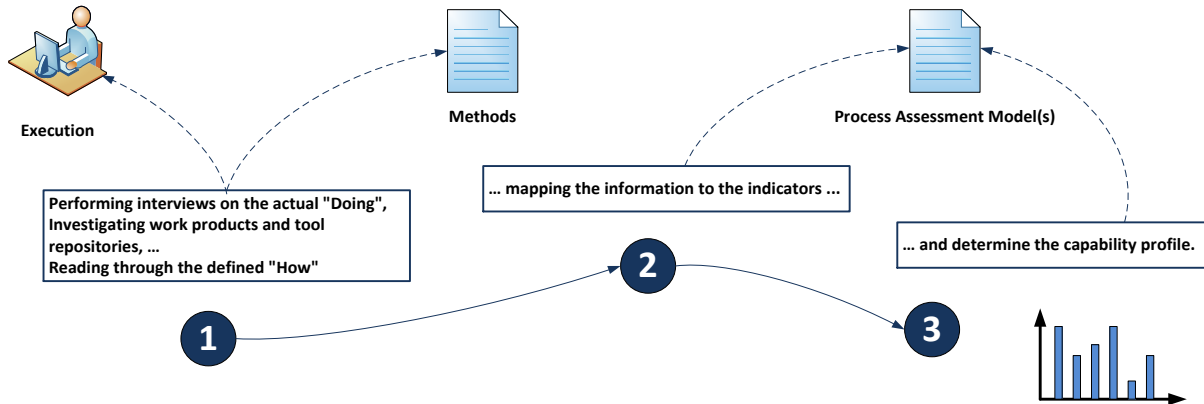 Execution
Methods
Process Assessment Model(s)
Performing interviews on the actual "Doing",
Investigating work products and tool
repositories, …
Reading through the defined "How"
… mapping the information to the indicators ...
… and determine the capability profile.
1
2
3